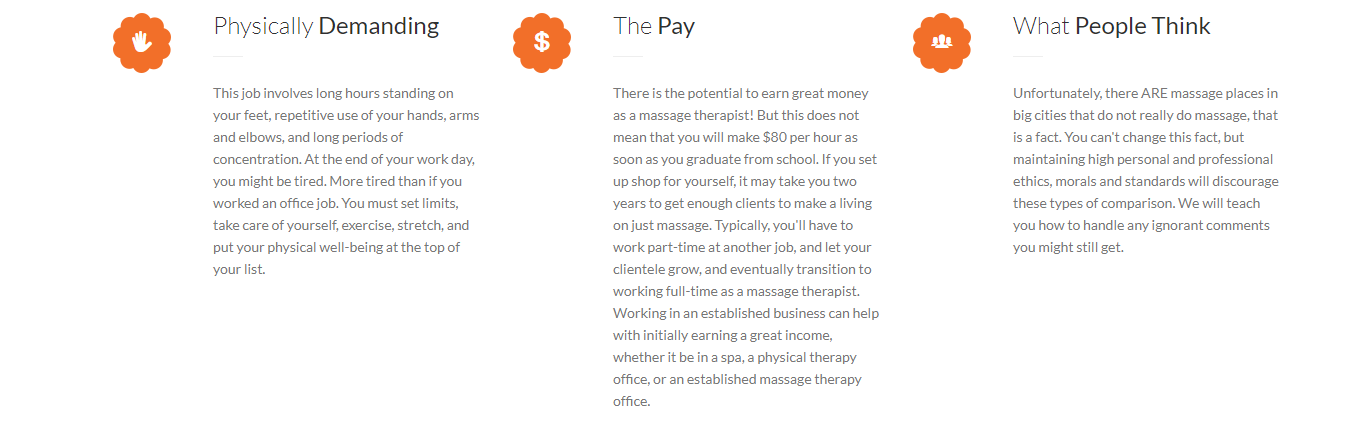 Physically Demanding
This job involves long hours standing on
your feet, repetitive use of your hands, arms
and elbows, and long periods of
concentration. At the end of your work day,
you might be tired. More tired than if you
worked an office job. You must set limits,
take care of yourself, exercise, stretch, and
put your physical well-being at the top of
your list.
The Pay
There is the potential to earn great money
as a massage therapist! But this does not
mean that you will make $80 per hour as
soon as you graduate from school. If you set
up shop for yourself, it may take you two
years to get enough clients to make a living
on just massage. Typically, you'll have to
work part-time at another job, and let your
clientele grow, and eventually transition to
working full-time as a massage therapist.
Working in an established business can help
with initially earning a great income,
whether it be in a spa, a physical therapy
office, or an established massage therapy
office.
What People Think
Unfortunately, there ARE massage places in
big cities that do not really do massage, that
is a fact. You can't change this fact, but
maintaining high personal and professional
ethics, morals and standards will discourage
these types of comparison. We will teach
you how to handle any ignorant comments
you might still get.